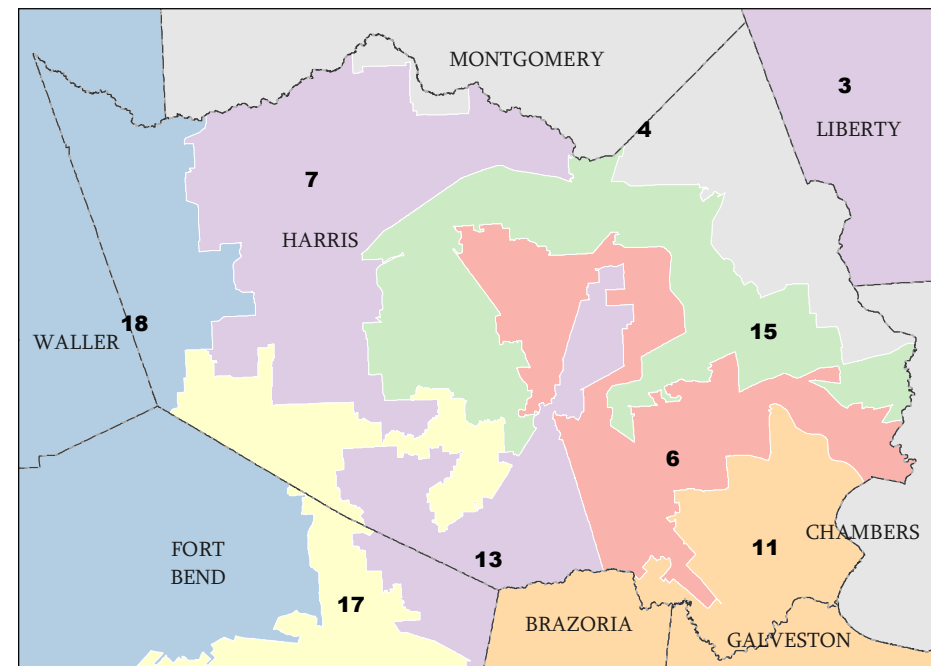 MONTGOMERY
3
4
LIBERTY
7
HARRIS
18
15
WALLER
6
CHAMBERS
11
FORT
BEND
13
17
BRAZORIA
GALVESTON